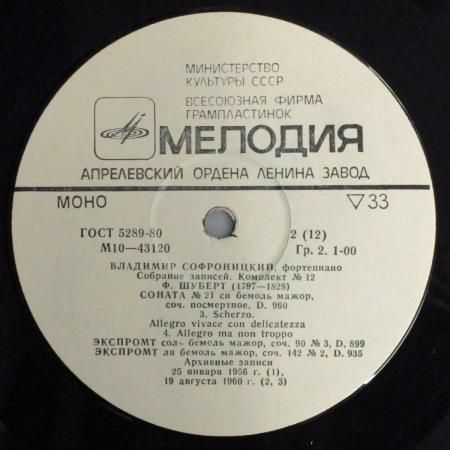 МИНИСТЕРСТВО
КУЛЬТУРЫ СССР
ВСЕСОЮЗНАЯ ФИРМА
ГРАМПЛАСТИНОК
МЕЛОДИЯ
АПРЕЛЕВСКИЙ ОРДЕНА ЛЕНИНА ЗАВОД
МОНО ▽33
ГОСТ 5289-80 2 (12)
М10—43120 Гр. 2. 1-00
ВЛАДИМИР СОФРОНИЦКИЙ, фортепиано
Собрание записей. Комплект № 12
Ф. ШУБЕРТ (1797—1828)
СОНАТА № 21 си бемоль мажор,
соч. посмертное, D. 960
3. Scherzo.
Allegro vivace con delicatezza
4. Allegro ma non troppo
ЭКСПРОМТ соль бемоль мажор, соч. 90 № 3, D. 899
ЭКСПРОМТ ля бемоль мажор, соч. 142 № 2, D. 935
Архивные записи
25 января 1956 г. (1),
19 августа 1960 г. (2, 3)